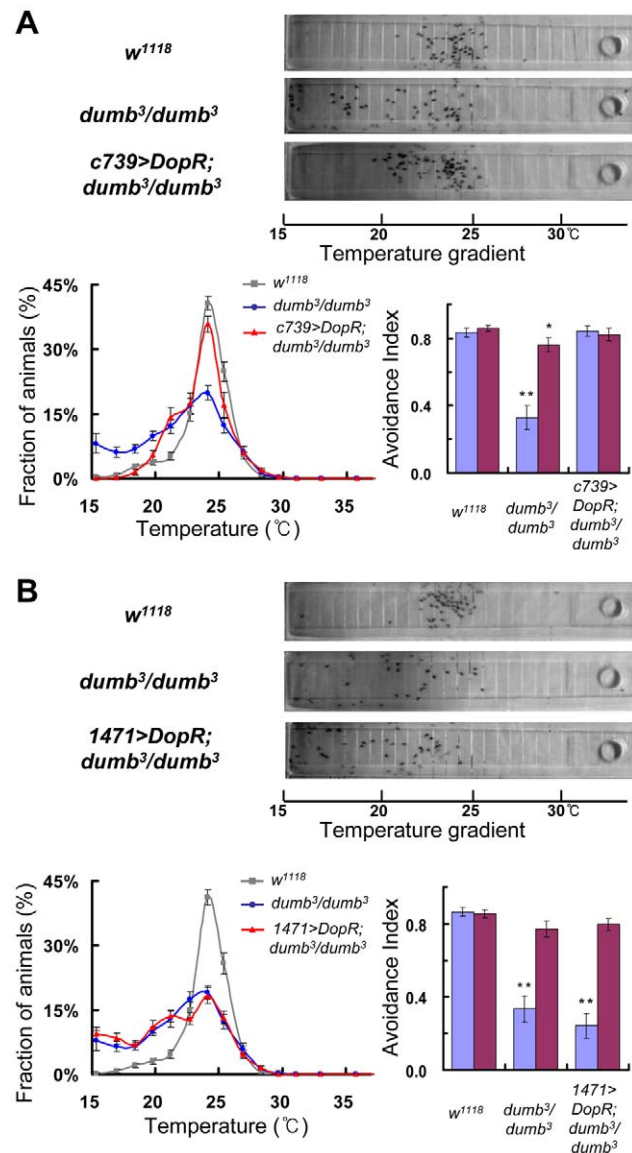 A
w1118
dumb3/dumb3
c739>DopR;
dumb3/dumb3
15 20 25 30℃
Temperature gradient
45%
30%
15%
0%
Fraction of animals (%)
15 20 25 30 35
Temperature (℃)
w1118
dumb3/dumb3
c739>DopR;
dumb3/dumb3
Avoidance Index
0.8
0.4
0.0
**
*
w1118
dumb3/
dumb3
c739>
DopR;
dumb3/
dumb3
B
w1118
dumb3/dumb3
1471>DopR;
dumb3/dumb3
15 20 25 30℃
Temperature gradient
45%
30%
15%
0%
Fraction of animals (%)
15 20 25 30 35
Temperature (℃)
w1118
dumb3/dumb3
1471>DopR;
dumb3/dumb3
Avoidance Index
0.8
0.4
0.0
**
**
w1118
dumb3/
dumb3
1471>
DopR;
dumb3/
dumb3